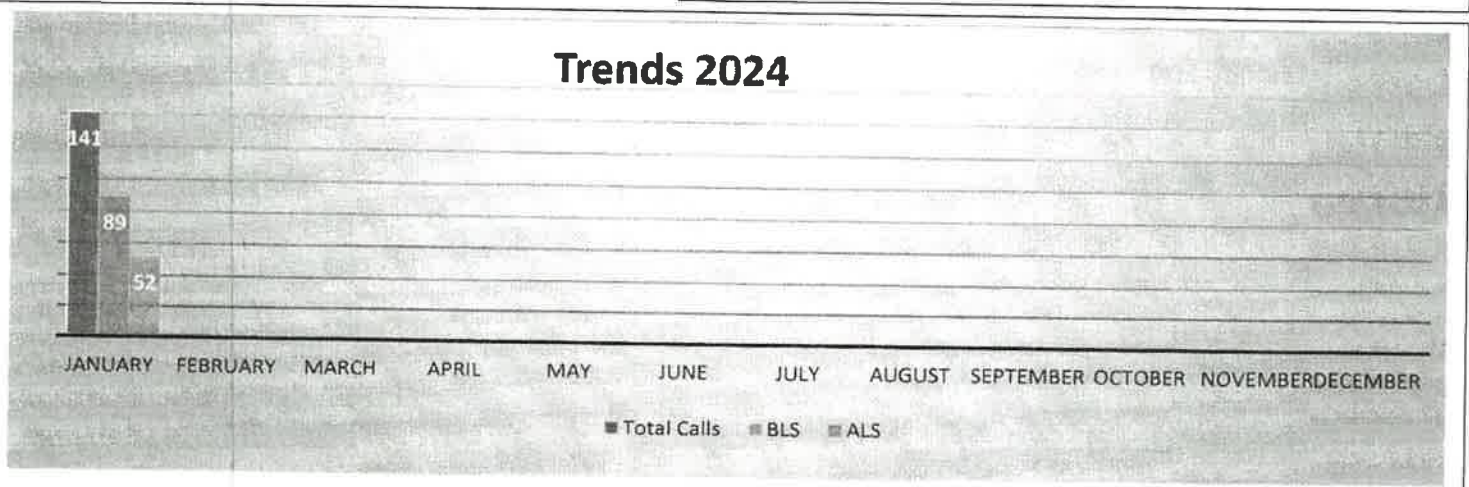 Trends 2024
141
89
52
JANUARY FEBRUARY MARCH APRIL MAY JUNE JULY AUGUST SEPTEMBER OCTOBER NOVEMBERDECEMBER
Total Calls BLS ALS